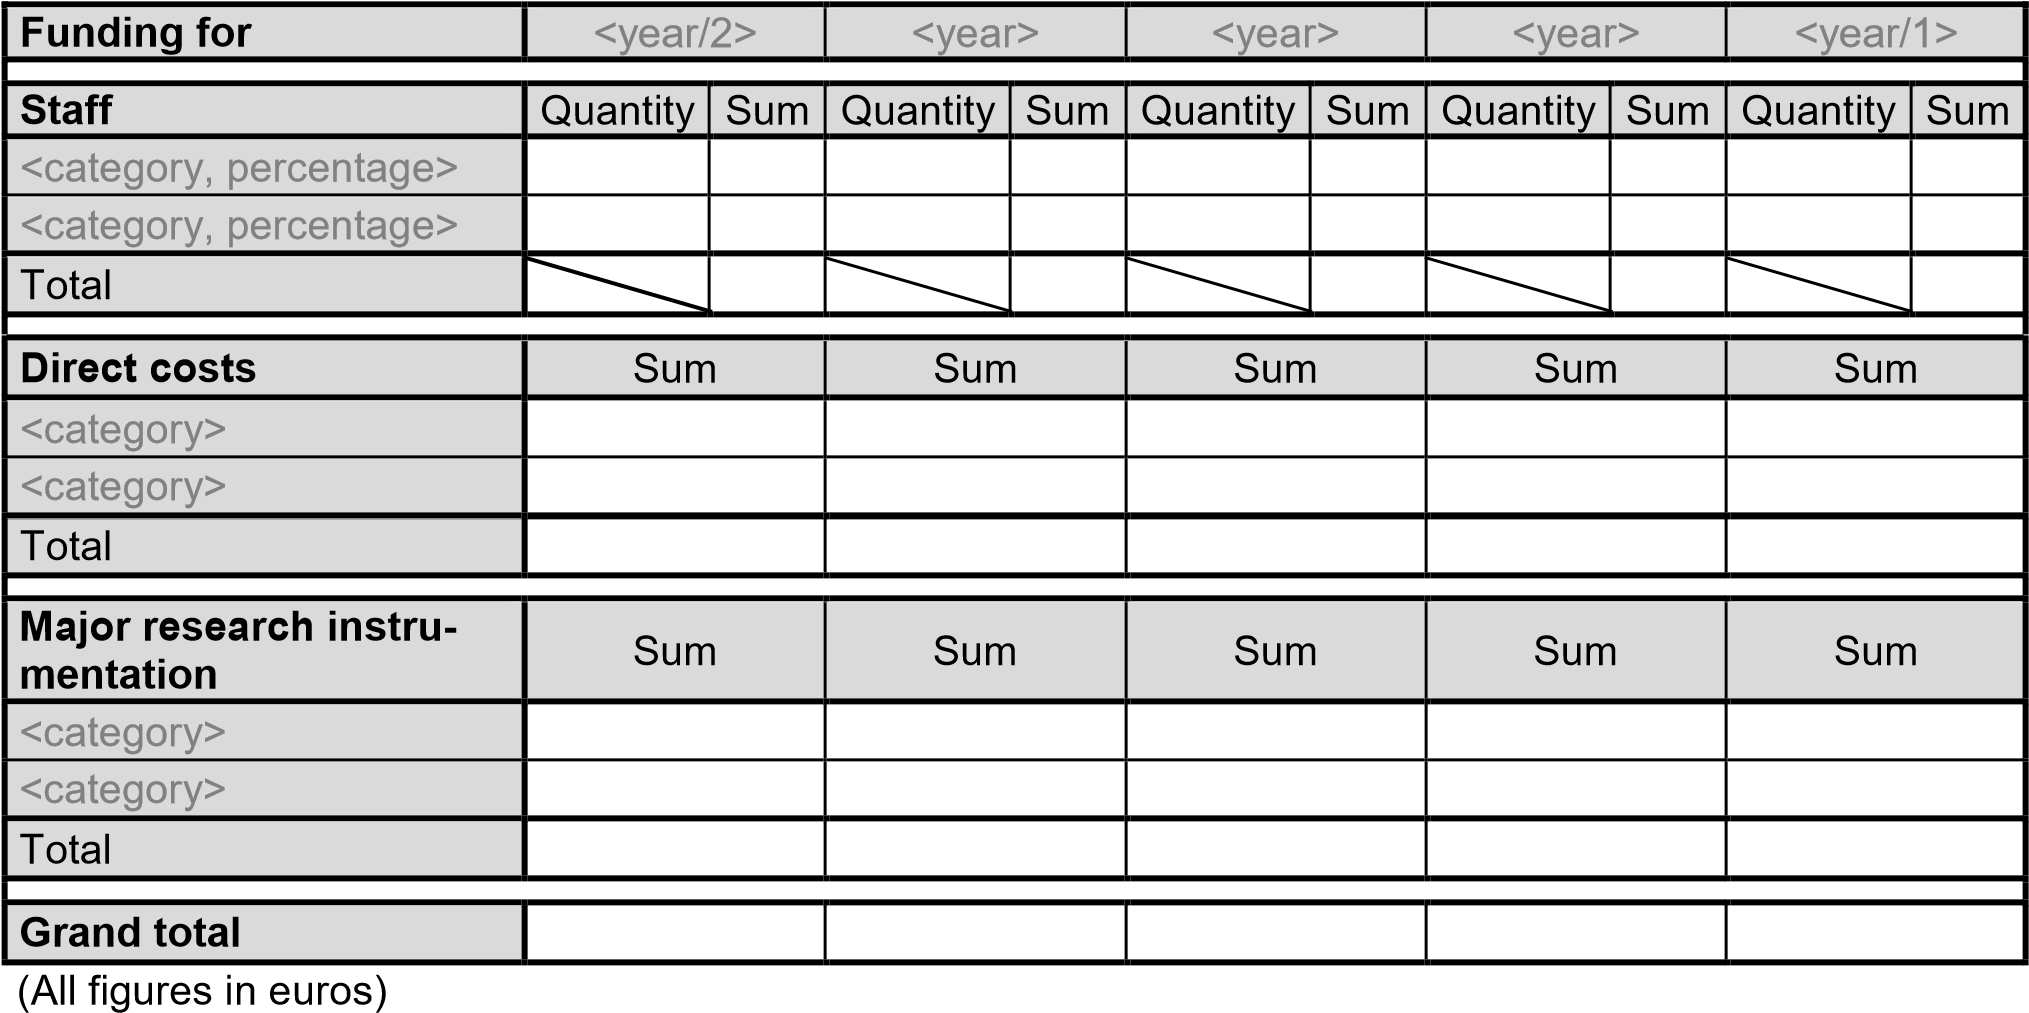 Funding for <year/2> <year> <year> <year> <year/1>
Staff Quantity Sum Quantity Sum Quantity Sum Quantity Sum Quantity Sum
<category, percentage>
<category, percentage>
Total
Direct costs Sum Sum Sum Sum Sum
<category>
<category>
Total
Major research instru-
mentation Sum Sum Sum Sum Sum
<category>
<category>
Total
Grand total
(All figures in euros)